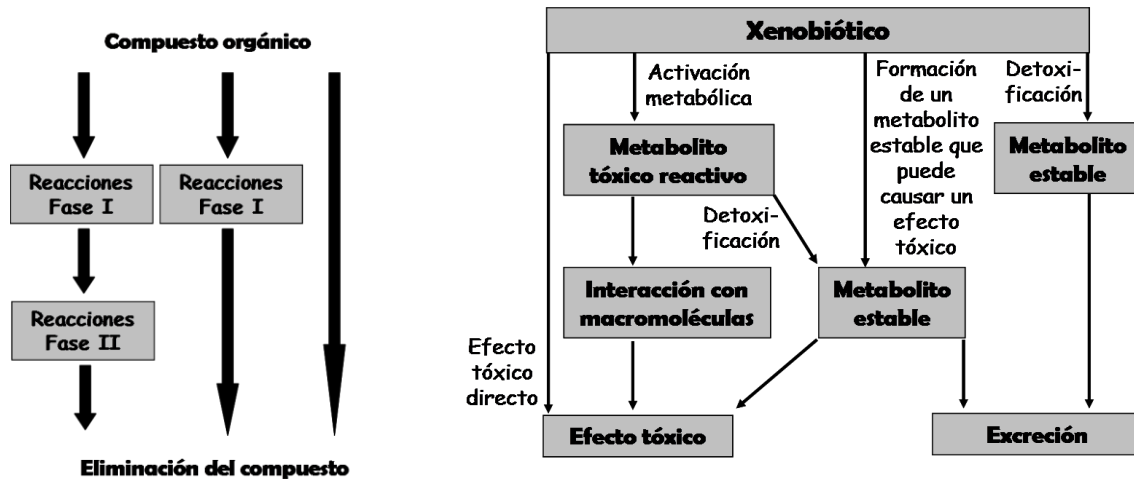 Compuesto orgánico
Reacciones
Fase I
Reacciones
Fase I
Reacciones
Fase II
Eliminación del compuesto
Xenobiótico
Activación
metabólica
Formación
de un
metabolito
estable que
puede
causar un
efecto
tóxico
Detoxi-
ficación
Metabolito
tóxico reactivo
Metabolito
estable
Detoxi-
ficación
Interacción con
macromoléculas
Metabolito
estable
Efecto
tóxico
directo
Efecto tóxico
Excreción